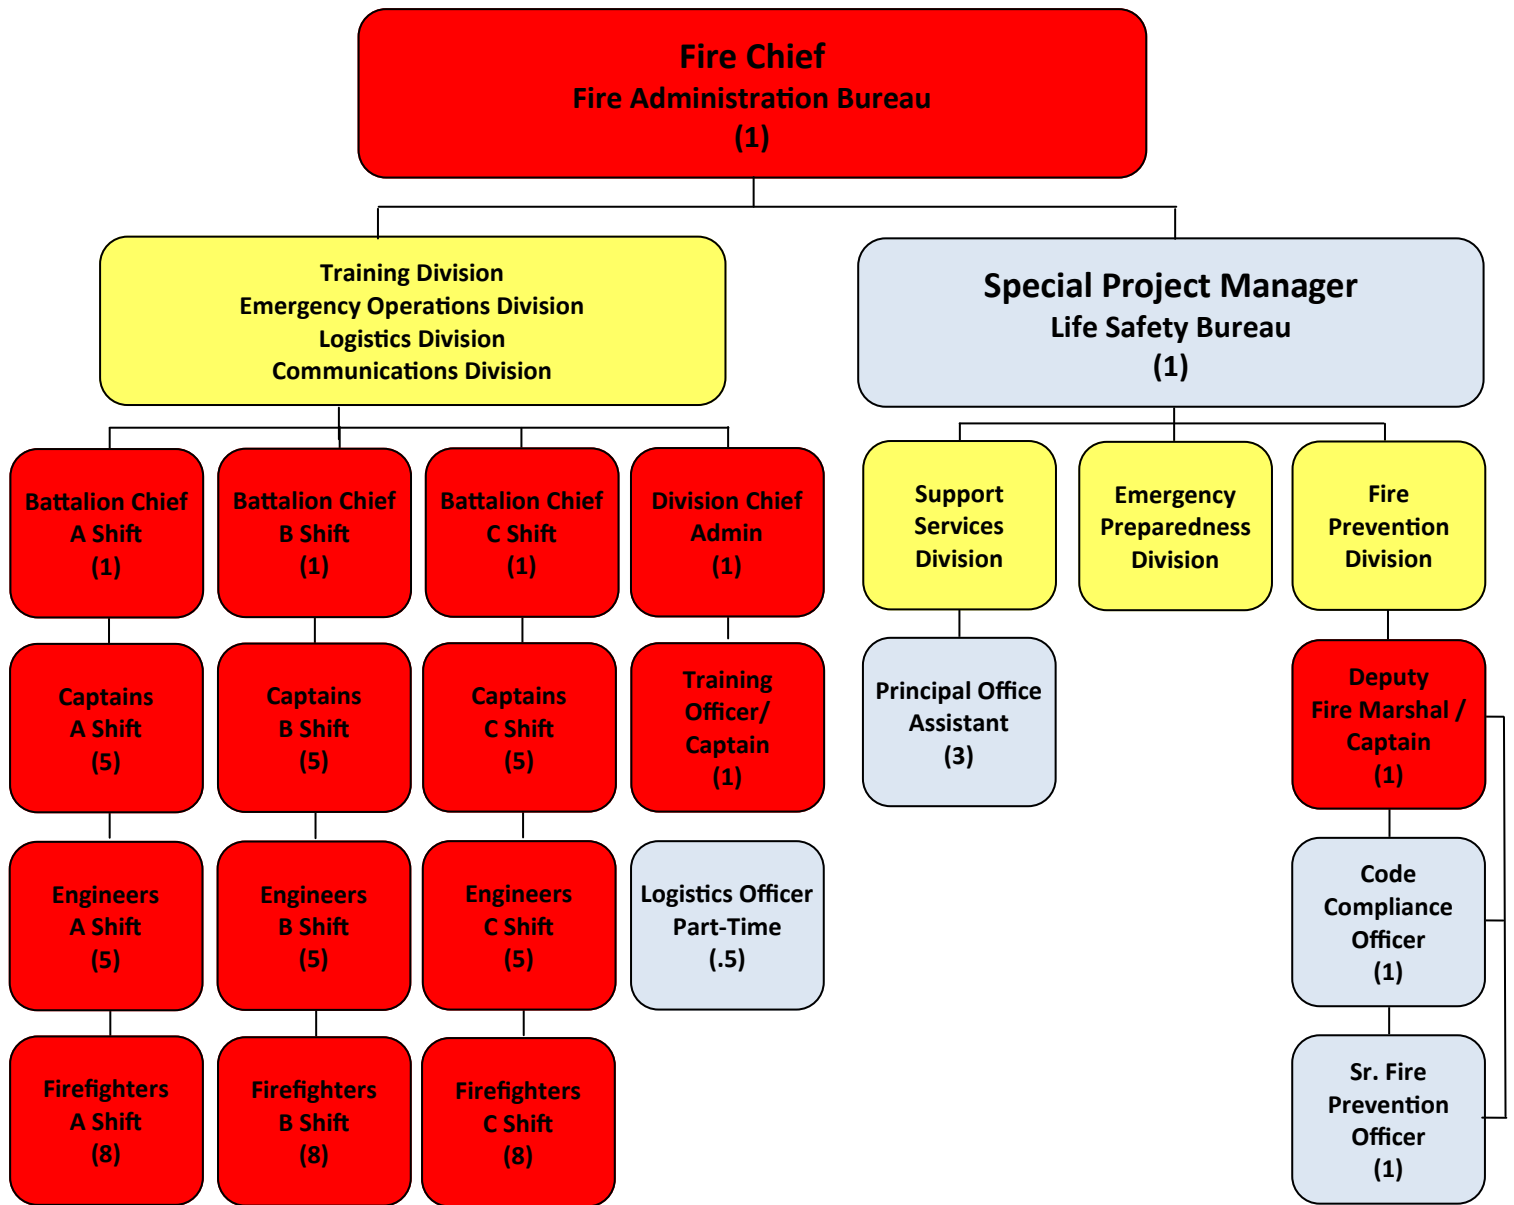 Fire Chief
Fire Administration Bureau
(1)
Training Division
Emergency Operations Division
Logistics Division
Communications Division
Special Project Manager
Life Safety Bureau
(1)
Battalion Chief
A Shift
(1)
Battalion Chief
B Shift
(1)
Battalion Chief
C Shift
(1)
Division Chief
Admin
(1)
Support
Services
Division
Emergency
Preparedness
Division
Fire
Prevention
Division
Captains
A Shift
(5)
Captains
B Shift
(5)
Captains
C Shift
(5)
Training
Officer/
Captain
(1)
Principal Office
Assistant
(3)
Deputy
Fire Marshal /
Captain
(1)
Engineers
A Shift
(5)
Engineers
B Shift
(5)
Engineers
C Shift
(5)
Logistics Officer
Part-Time
(.5)
Code
Compliance
Officer
(1)
Firefighters
A Shift
(8)
Firefighters
B Shift
(8)
Firefighters
C Shift
(8)
Sr. Fire
Prevention
Officer
(1)